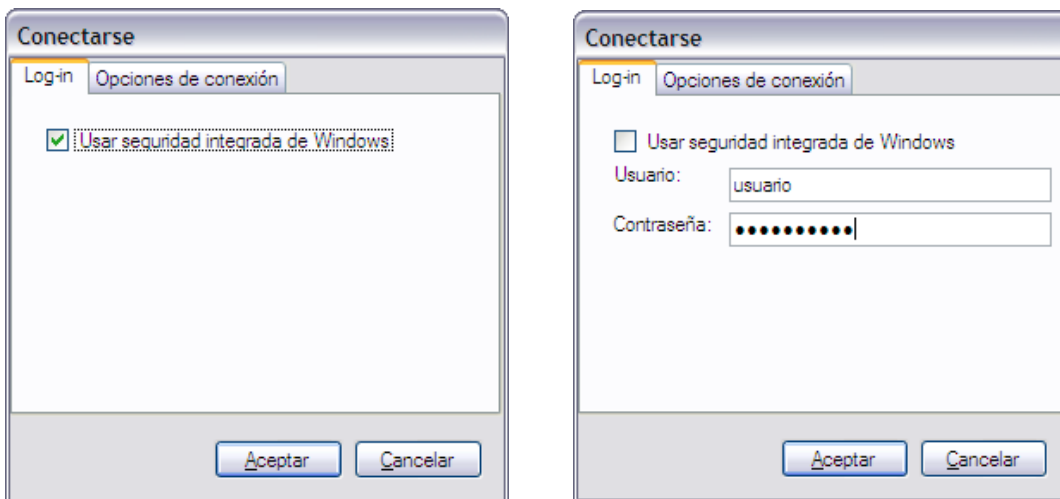 Conectarse
Log-in Opciones de conexión
Usar seguridad integrada de Windows
Aceptar Cancelar
Conectarse
Log-in Opciones de conexión
Usar seguridad integrada de Windows
Usuario: usuario
Contraseña: ●●●●●●●●●●
Aceptar Cancelar